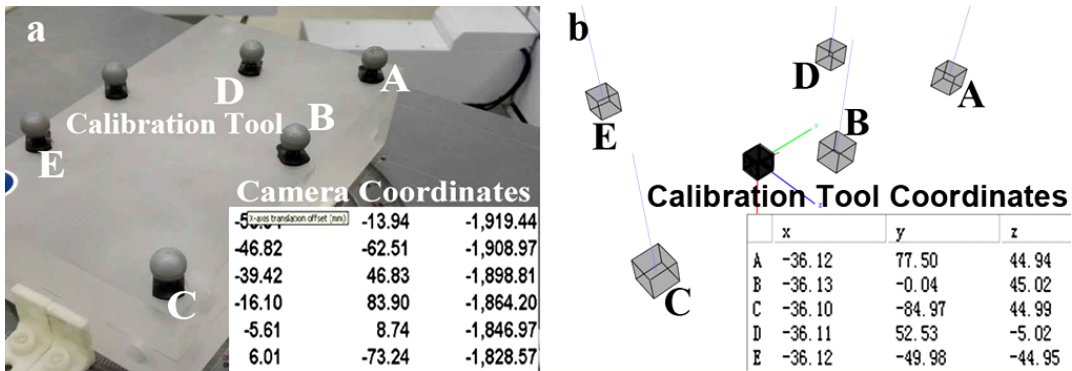 a
D
A
B
Calibration Tool
E
C
Camera Coordinates
X-axis translation offset (mm) -13.94 -1,919.44
-46.82 -62.51 -1,908.97
-39.42 46.83 -1,898.81
-16.10 83.90 -1,864.20
-5.61 8.74 -1,846.97
6.01 -73.24 -1,828.57
b
D
A
B
E
y
Calibration Tool Coordinates
z
C
x y z
A -36.12 77.50 44.94
B -36.13 -0.04 45.02
C -36.10 -84.97 44.99
D -36.11 52.53 -5.02
E -36.12 -49.98 -44.95